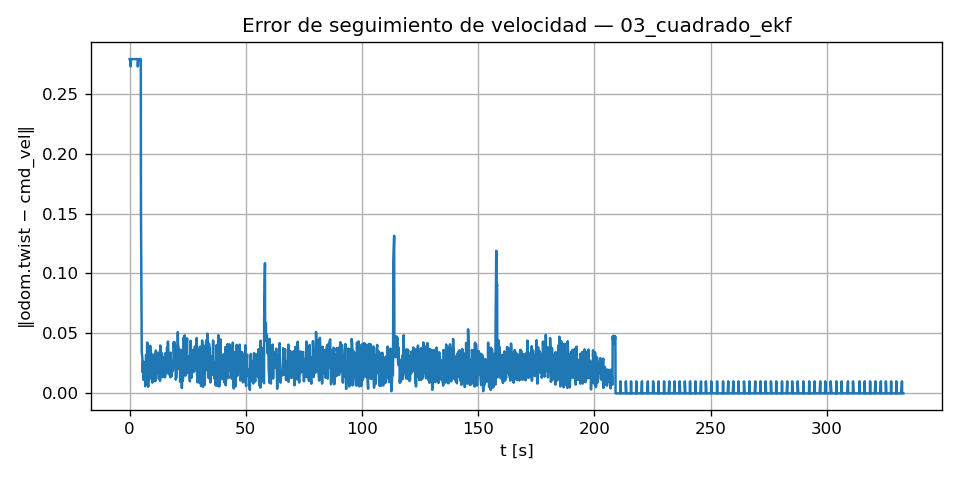 Error de seguimiento de velocidad — 03_cuadrado_ekf
‖odom.twist − cmd_vel‖
0.25
0.20
0.15
0.10
0.05
0.00
0 50 100 150 200 250 300
t [s]